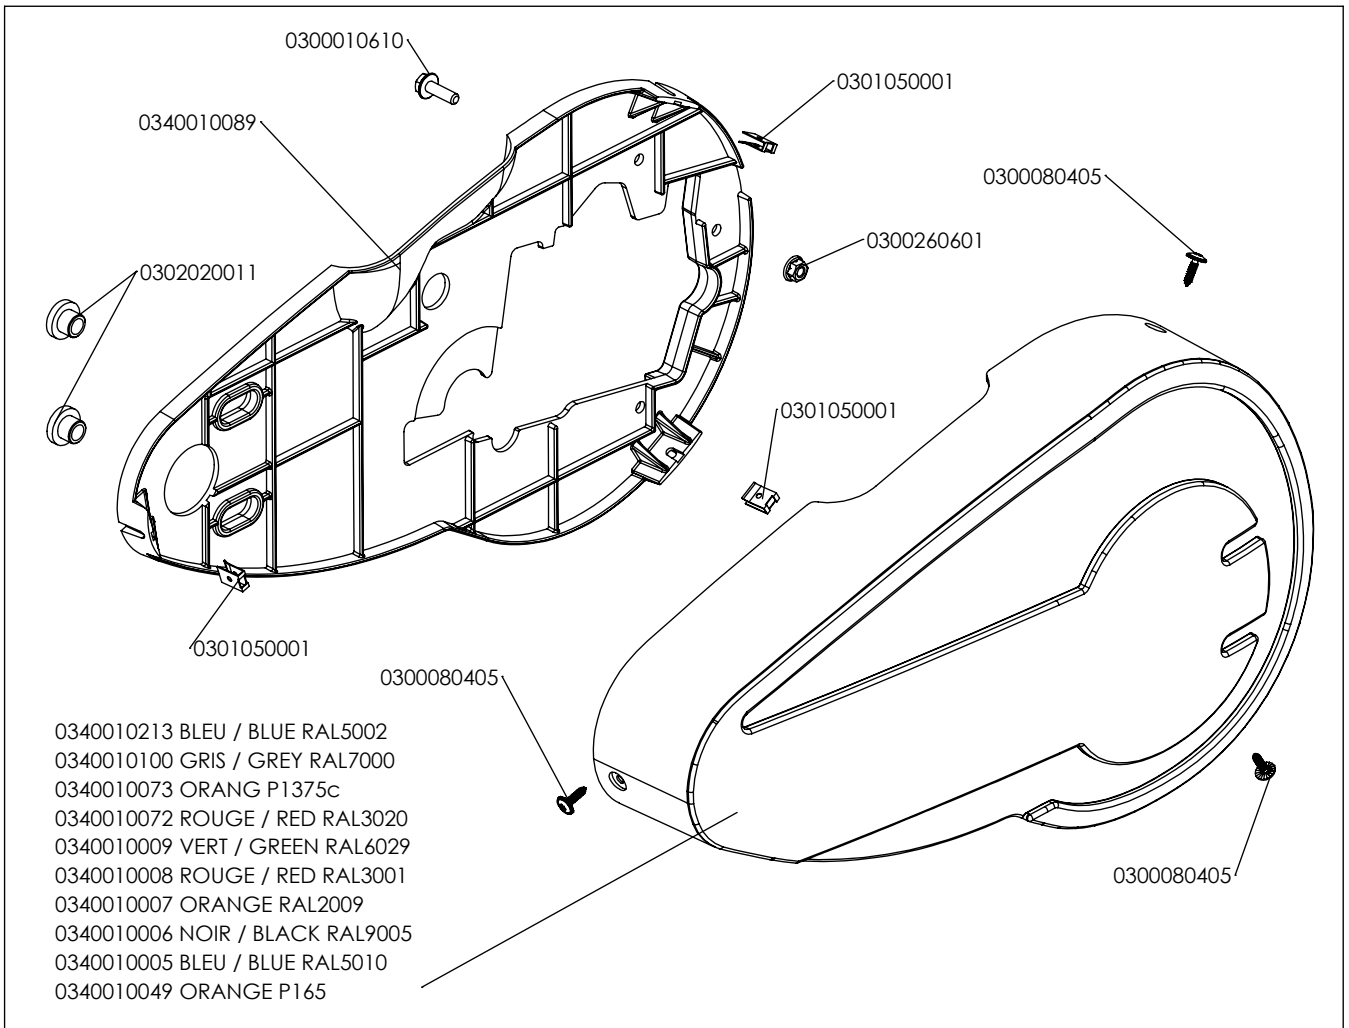 0300010610
0301050001
0340010089
0300080405
0300260601
0302020011
0301050001
0301050001
0300080405
0340010213 BLEU / BLUE RAL5002
0340010100 GRIS / GREY RAL7000
0340010073 ORANG P1375c
0340010072 ROUGE / RED RAL3020
0340010009 VERT / GREEN RAL6029
0340010008 ROUGE / RED RAL3001
0340010007 ORANGE RAL2009
0340010006 NOIR / BLACK RAL9005
0340010005 BLEU / BLUE RAL5010
0340010049 ORANGE P165
0300080405